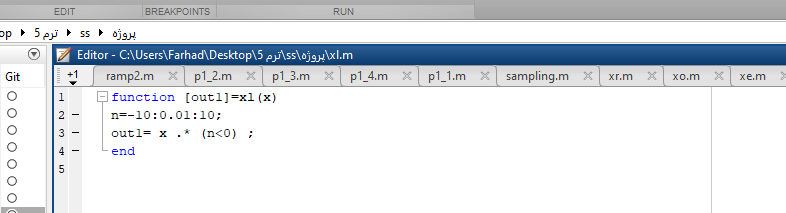 EDIT BREAKPOINTS RUN
op ▸ ترم 5 ▸ ss ▸ پروژه
Editor - C:\Users\Farhad\Desktop\ترم 5\ss\پروژه\xl.m
Git
+1 ramp2.m p1_2.m p1_3.m p1_4.m p1_1.m sampling.m xr.m xo.m xe.m
1 function [out1]=xl(x)
2 n=-10:0.01:10;
3 out1= x .* (n<0) ;
4 end
5